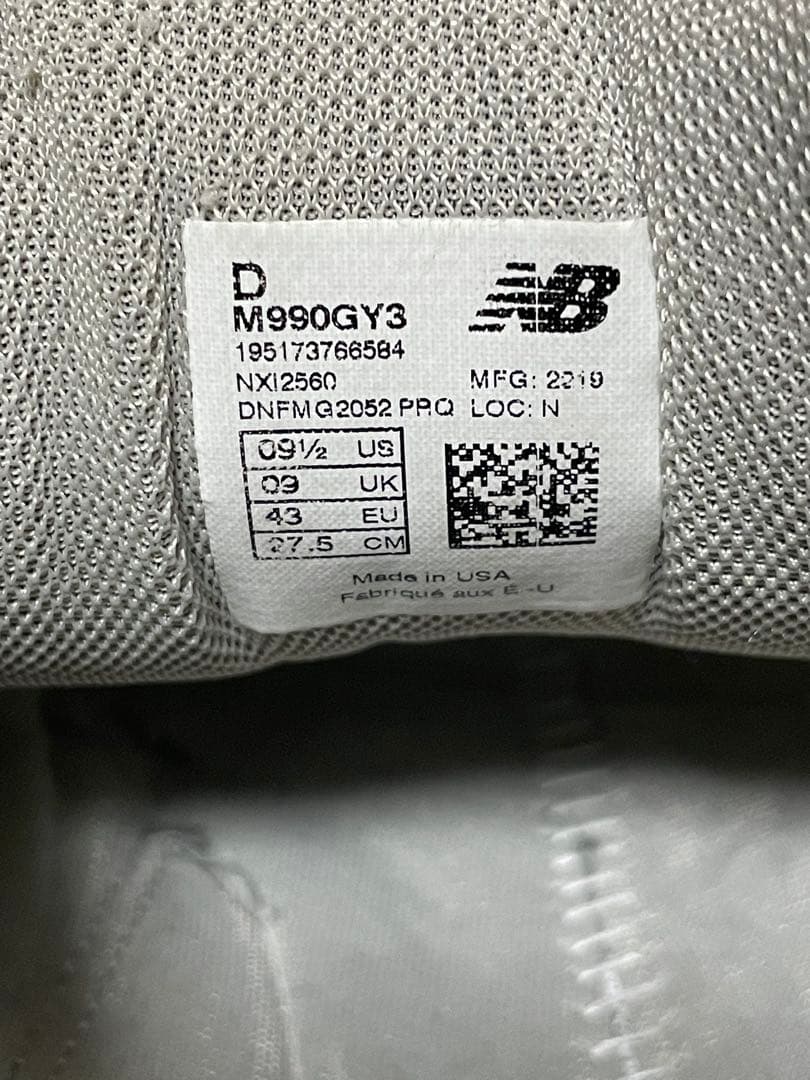 D
M990GY3
NB
195173766584
NXI2560
MFG: 2219
DNFMG2052 PRQ LOC: N
09½ US
09 UK
43 EU
27.5 CM
Made in USA
Fabriqué aux É-U